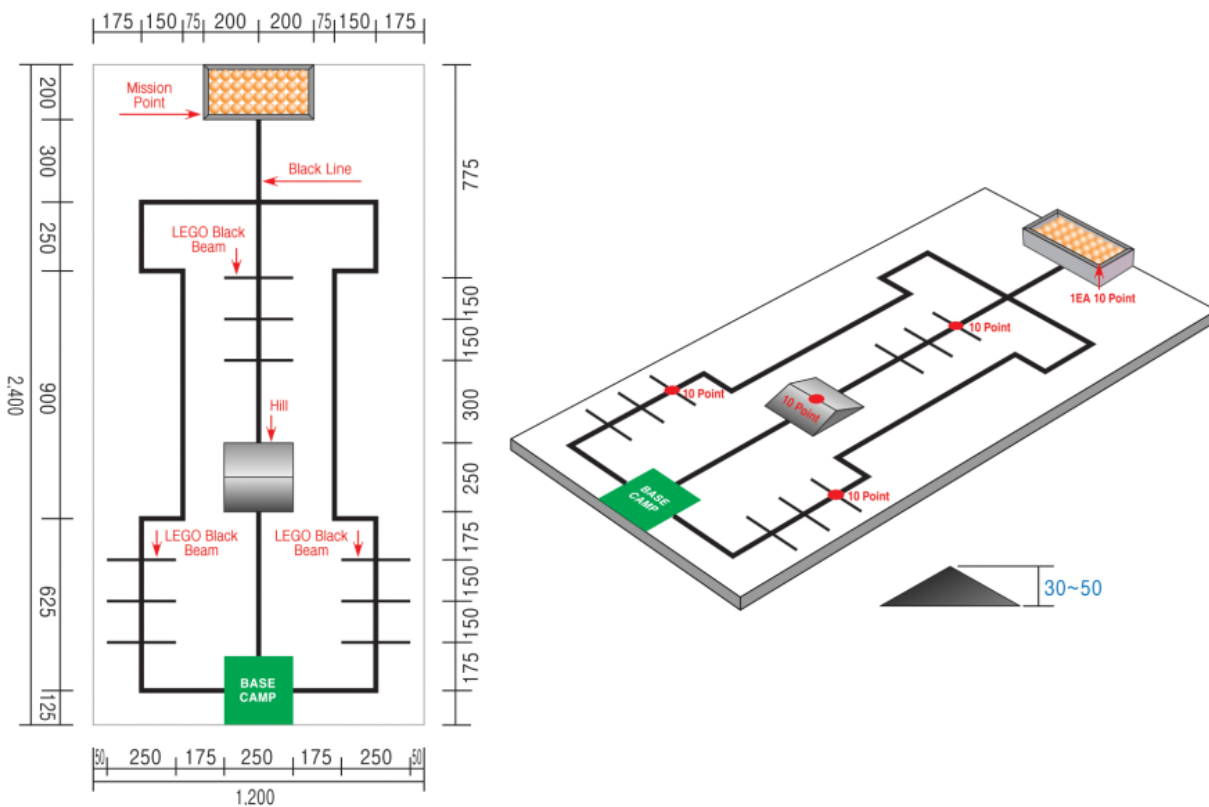 175 150 75 200 200 75 150 175
200
300
250
900
625
125
2,400
Mission
Point
Black Line
LEGO Black
Beam
Hill
LEGO Black
Beam
LEGO Black
Beam
BASE
CAMP
775
150
150
300
250
175
150
150
175
50 250 175 250 175 250 50
1,200
1EA 10 Point
10 Point
10 Point
10 Point
10 Point
BASE
CAMP
30~50